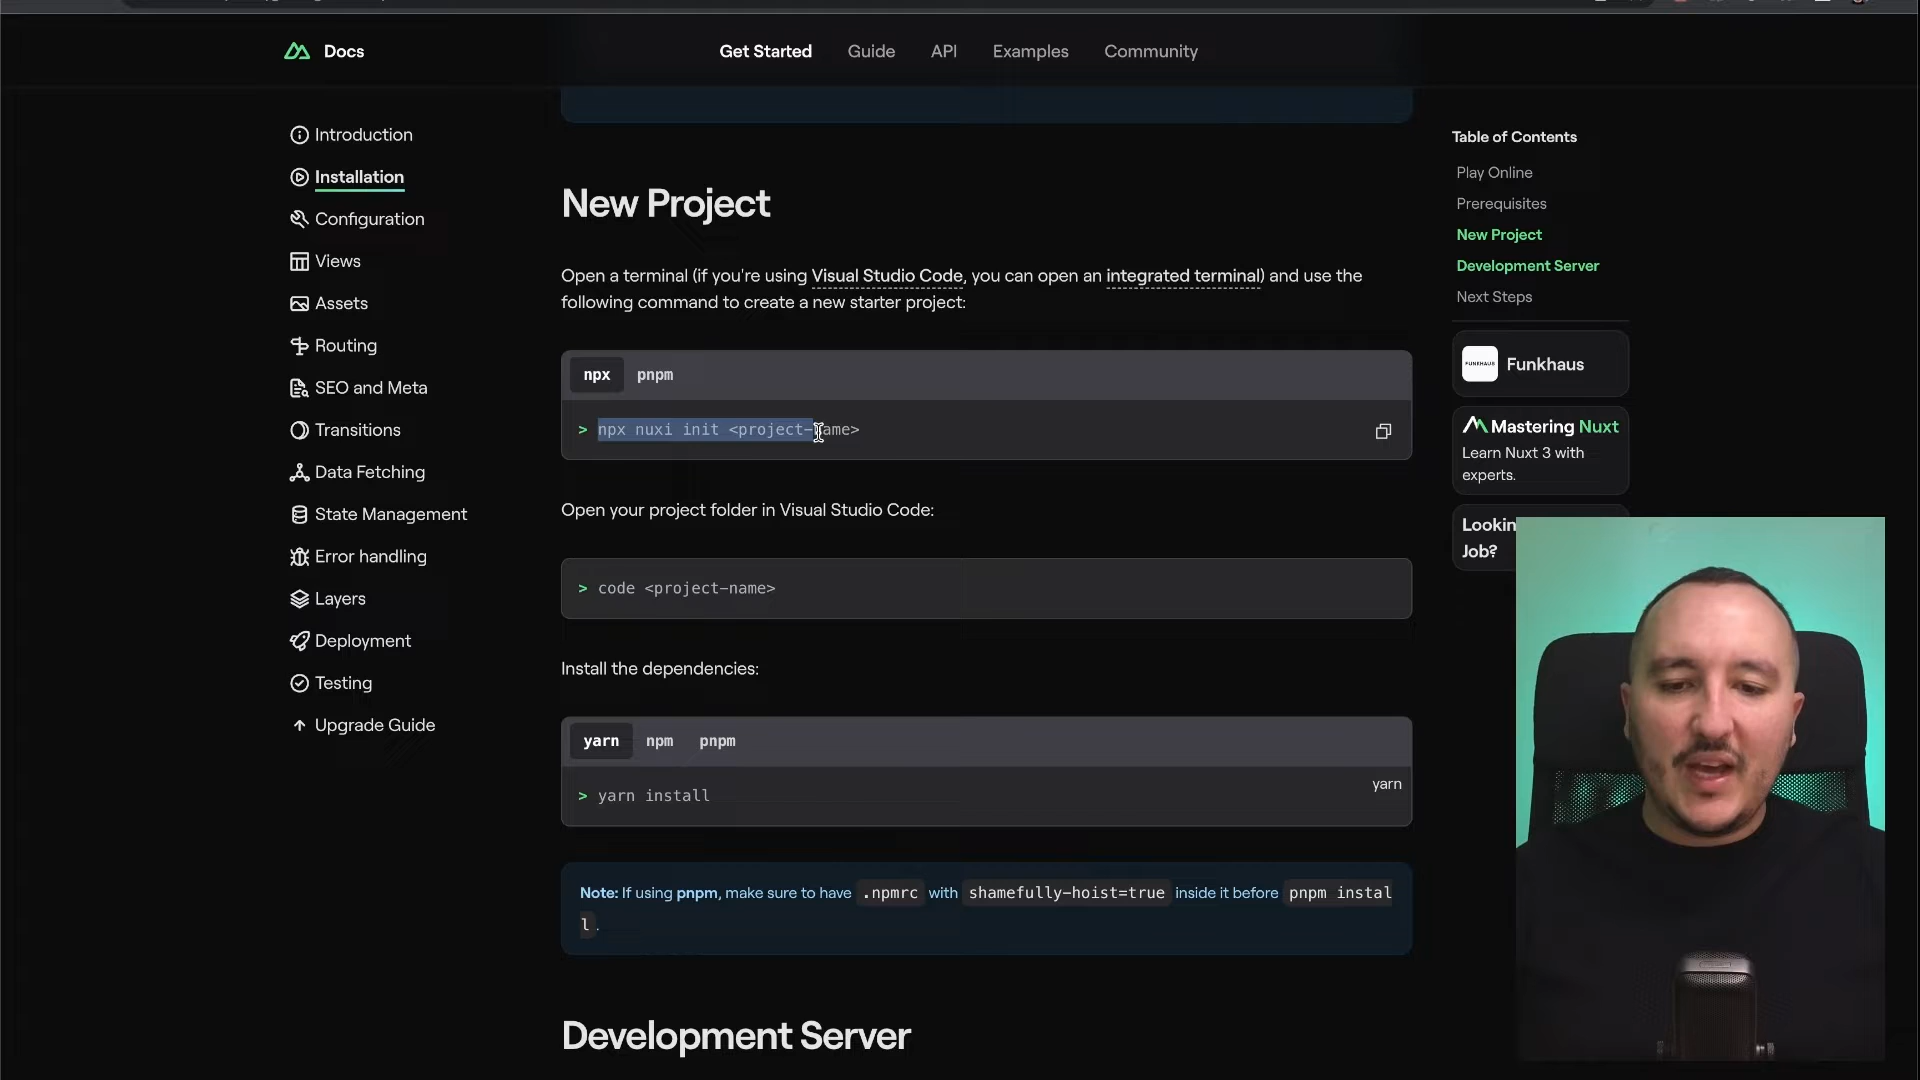 Docs
Get Started
Guide
API
Examples
Community
Introduction
Installation
Configuration
Views
Assets
Routing
SEO and Meta
Transitions
Data Fetching
State Management
Error handling
Layers
Deployment
Testing
Upgrade Guide
New Project
Open a terminal (if you're using Visual Studio Code, you can open an integrated terminal) and use the
following command to create a new starter project:
npx pnpm
> npx nuxi init <project-name>
Open your project folder in Visual Studio Code:
> code <project-name>
Install the dependencies:
yarn npm pnpm
yarn
> yarn install
Note: If using pnpm, make sure to have .npmrc with shamefully-hoist=true inside it before pnpm instal
l.
Development Server
Table of Contents
Play Online
Prerequisites
New Project
Development Server
Next Steps
FUNKHAUS Funkhaus
Mastering Nuxt
Learn Nuxt 3 with
experts.
Lookin
Job?